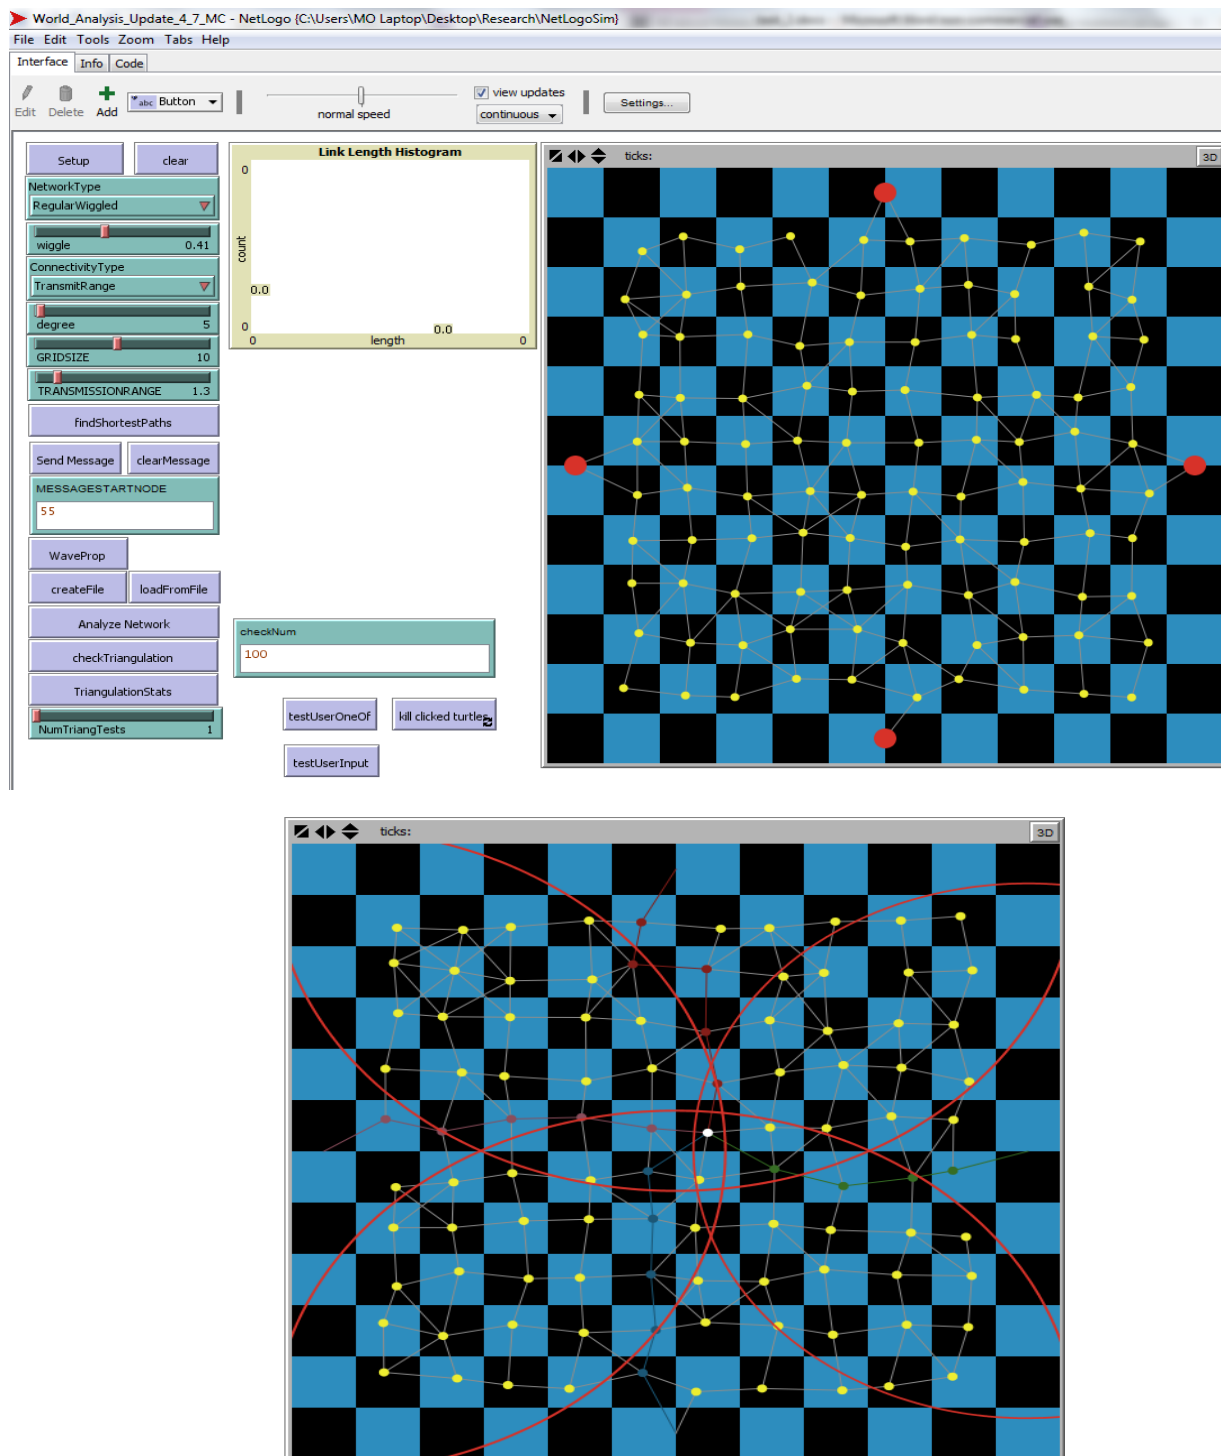 World_Analysis_Update_4_7_MC - NetLogo {C:\Users\MO Laptop\Desktop\Research\NetLogoSim}
File Edit Tools Zoom Tabs Help
Interface Info Code
Edit Delete Add abc Button normal speed view updates continuous Settings...
Setup clear
NetworkType
RegularWiggled
wiggle 0.41
ConnectivityType
TransmitRange
degree 5
GRIDSIZE 10
TRANSMISSIONRANGE 1.3
findShortestPaths
Send Message clearMessage
MESSAGESTARTNODE
55
WaveProp
createFile loadFromFile
Analyze Network
checkTriangulation
TriangulationStats
NumTriangTests 1
Link Length Histogram
0
count
0.0
0.0
0
0 length 0
checkNum
100
testUserOneOf kill clicked turtles
testUserInput
ticks: 3D
ticks: 3D